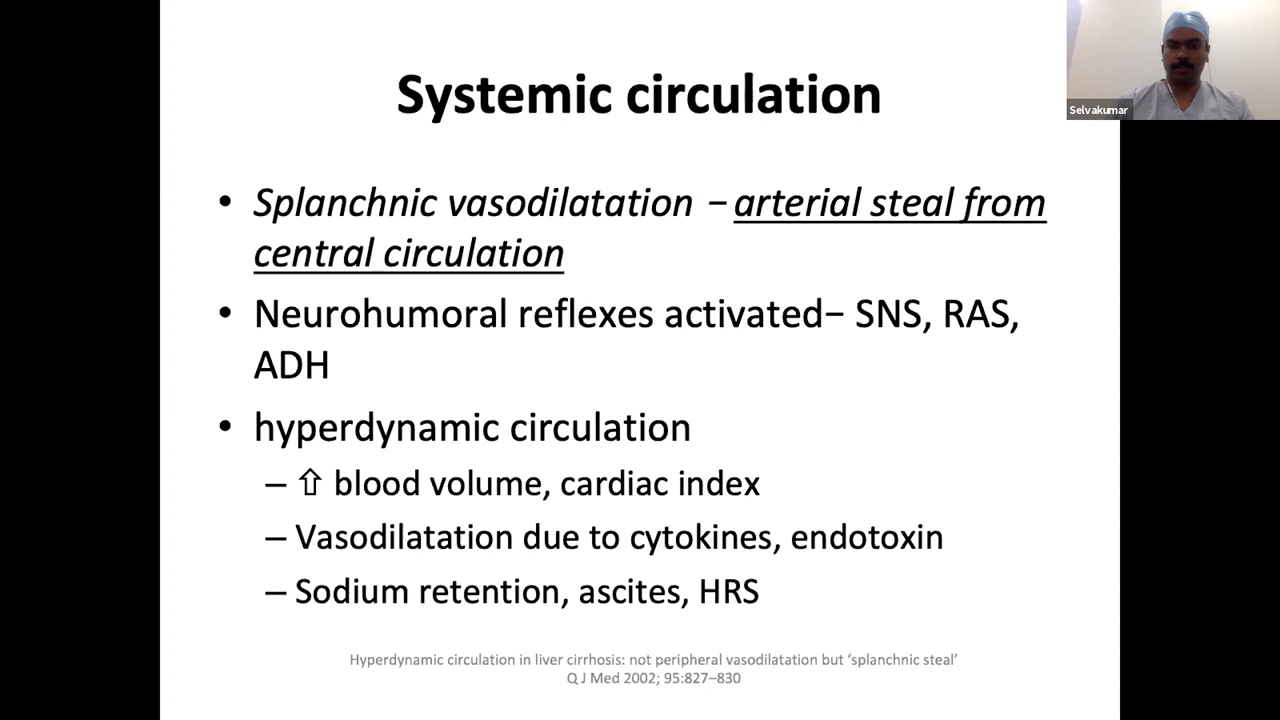 Systemic circulation
Selvakumar
• Splanchnic vasodilatation – arterial steal from
central circulation
• Neurohumoral reflexes activated– SNS, RAS,
ADH
• hyperdynamic circulation
– ⇧ blood volume, cardiac index
– Vasodilatation due to cytokines, endotoxin
– Sodium retention, ascites, HRS
Hyperdynamic circulation in liver cirrhosis: not peripheral vasodilatation but ‘splanchnic steal’
Q J Med 2002; 95:827–830